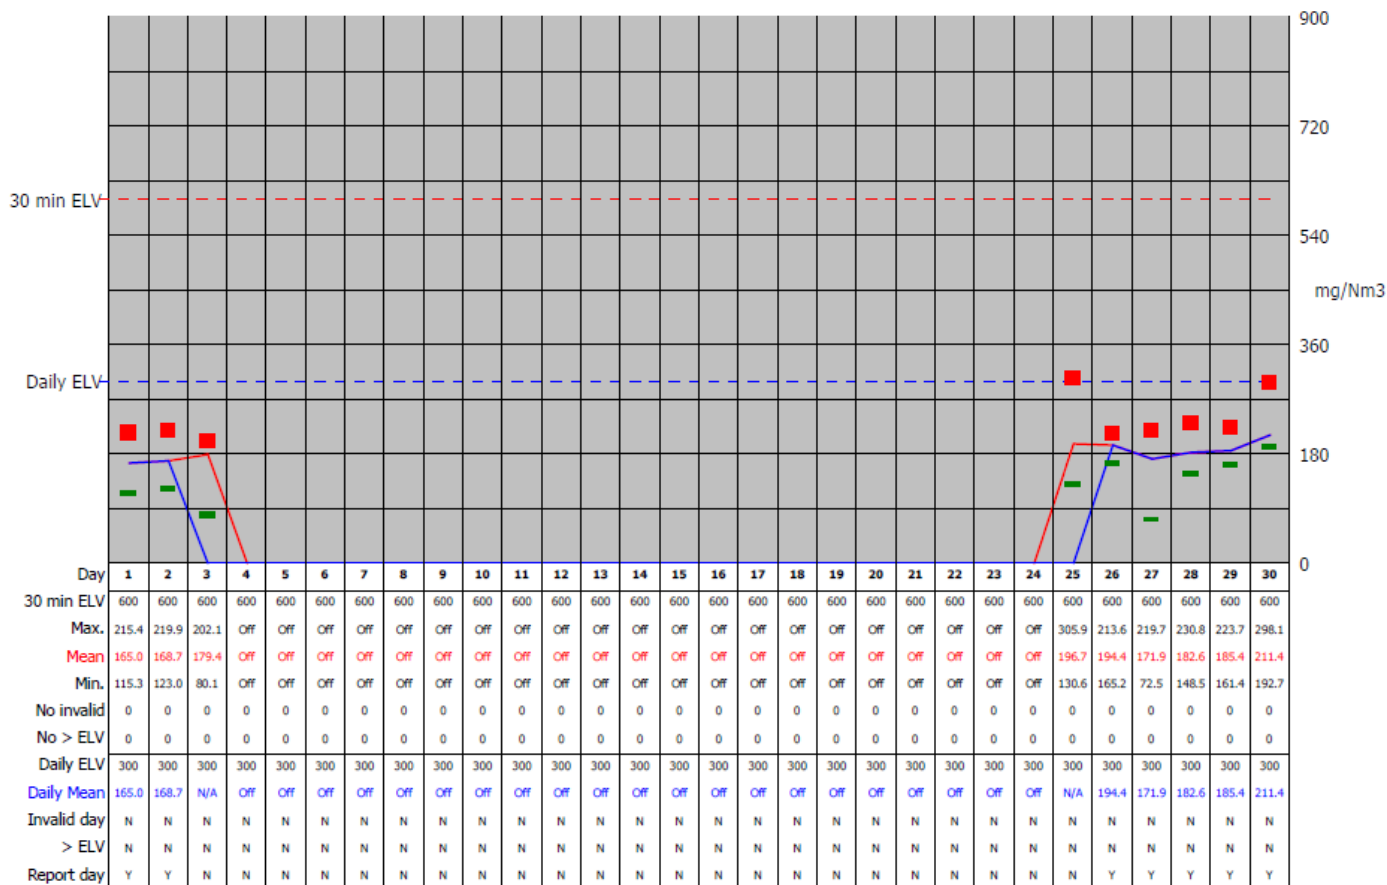 900
720
30 min ELV
540
mg/Nm3
360
Daily ELV
180
0
Day 1 2 3 4 5 6 7 8 9 10 11 12 13 14 15 16 17 18 19 20 21 22 23 24 25 26 27 28 29 30
30 min ELV 600 600 600 600 600 600 600 600 600 600 600 600 600 600 600 600 600 600 600 600 600 600 600 600 600 600 600 600 600 600
Max. 215.4 219.9 202.1 Off Off Off Off Off Off Off Off Off Off Off Off Off Off Off Off Off Off Off Off Off 305.9 213.6 219.7 230.8 223.7 298.1
Mean 165.0 168.7 179.4 Off Off Off Off Off Off Off Off Off Off Off Off Off Off Off Off Off Off Off Off Off 196.7 194.4 171.9 182.6 185.4 211.4
Min. 115.3 123.0 80.1 Off Off Off Off Off Off Off Off Off Off Off Off Off Off Off Off Off Off Off Off Off 130.6 165.2 72.5 148.5 161.4 192.7
No invalid 0 0 0 0 0 0 0 0 0 0 0 0 0 0 0 0 0 0 0 0 0 0 0 0 0 0 0 0 0 0
No > ELV 0 0 0 0 0 0 0 0 0 0 0 0 0 0 0 0 0 0 0 0 0 0 0 0 0 0 0 0 0 0
Daily ELV 300 300 300 300 300 300 300 300 300 300 300 300 300 300 300 300 300 300 300 300 300 300 300 300 300 300 300 300 300 300
Daily Mean 165.0 168.7 N/A Off Off Off Off Off Off Off Off Off Off Off Off Off Off Off Off Off Off Off Off Off N/A 194.4 171.9 182.6 185.4 211.4
Invalid day N N N N N N N N N N N N N N N N N N N N N N N N N N N N N N
> ELV N N N N N N N N N N N N N N N N N N N N N N N N N N N N N N
Report day Y Y N N N N N N N N N N N N N N N N N N N N N N N Y Y Y Y Y